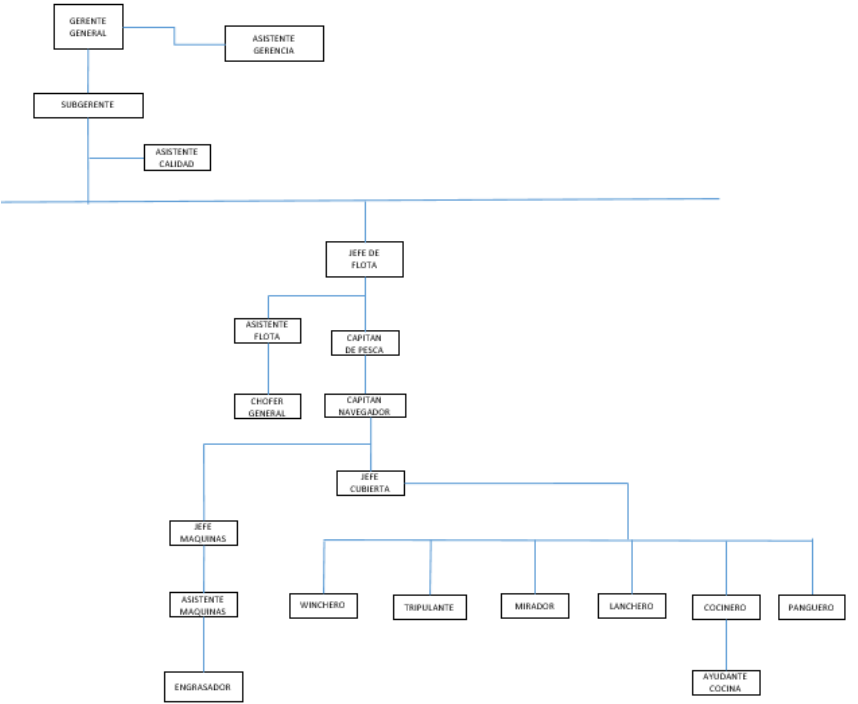 GERENTE
GENERAL
ASISTENTE
GERENCIA
SUBGERENTE
ASISTENTE
CALIDAD
JEFE DE
FLOTA
ASISTENTE
FLOTA
CAPITAN
DE PESCA
CHOFER
GENERAL
CAPITAN
NAVEGADOR
JEFE
CUBIERTA
JEFE
MAQUINAS
ASISTENTE
MAQUINAS
WINCHERO
TRIPULANTE
MIRADOR
LANCHERO
COCINERO
PANGUERO
ENGRASADOR
AYUDANTE
COCINA